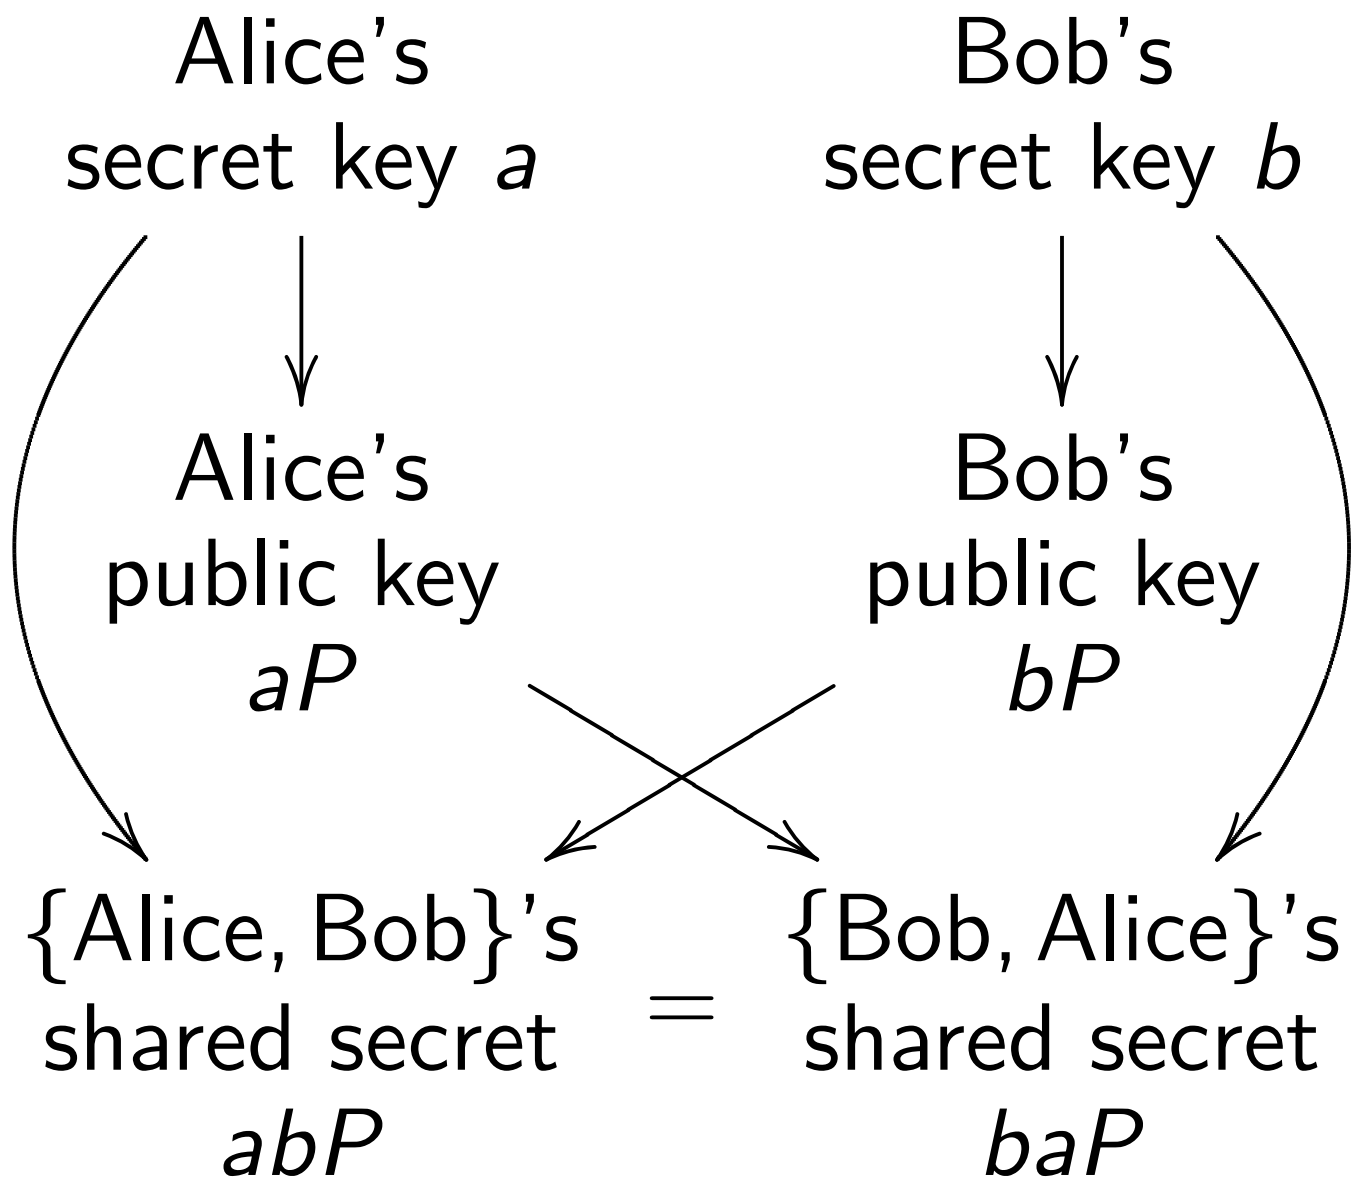 Alice’s
secret key a
Bob’s
secret key b
Alice’s
public key
aP
Bob’s
public key
bP
{Alice, Bob}’s
shared secret
abP
=
{Bob, Alice}’s
shared secret
baP